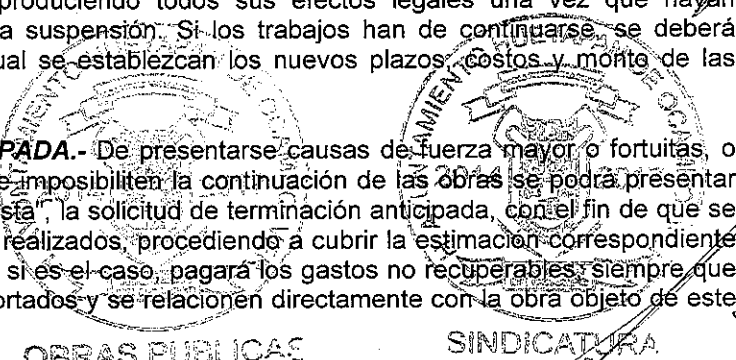 produciendo todos sus efectos legales una vez que hayan
a suspensión. Si los trabajos han de continuarse, se deberá
ual se establezcan los nuevos plazos, costos y monto de las
PADA.- De presentarse causas de fuerza mayor o fortuitas, o
e imposibiliten la continuación de las obras se podrá presentar
sta", la solicitud de terminación anticipada, con el fin de que se
realizados, procediendo a cubrir la estimación correspondiente
si es el caso, pagará los gastos no recuperables siempre que
ortados y se relacionen directamente con la obra objeto de este
OBRAS PUBLICAS
SINDICATURA